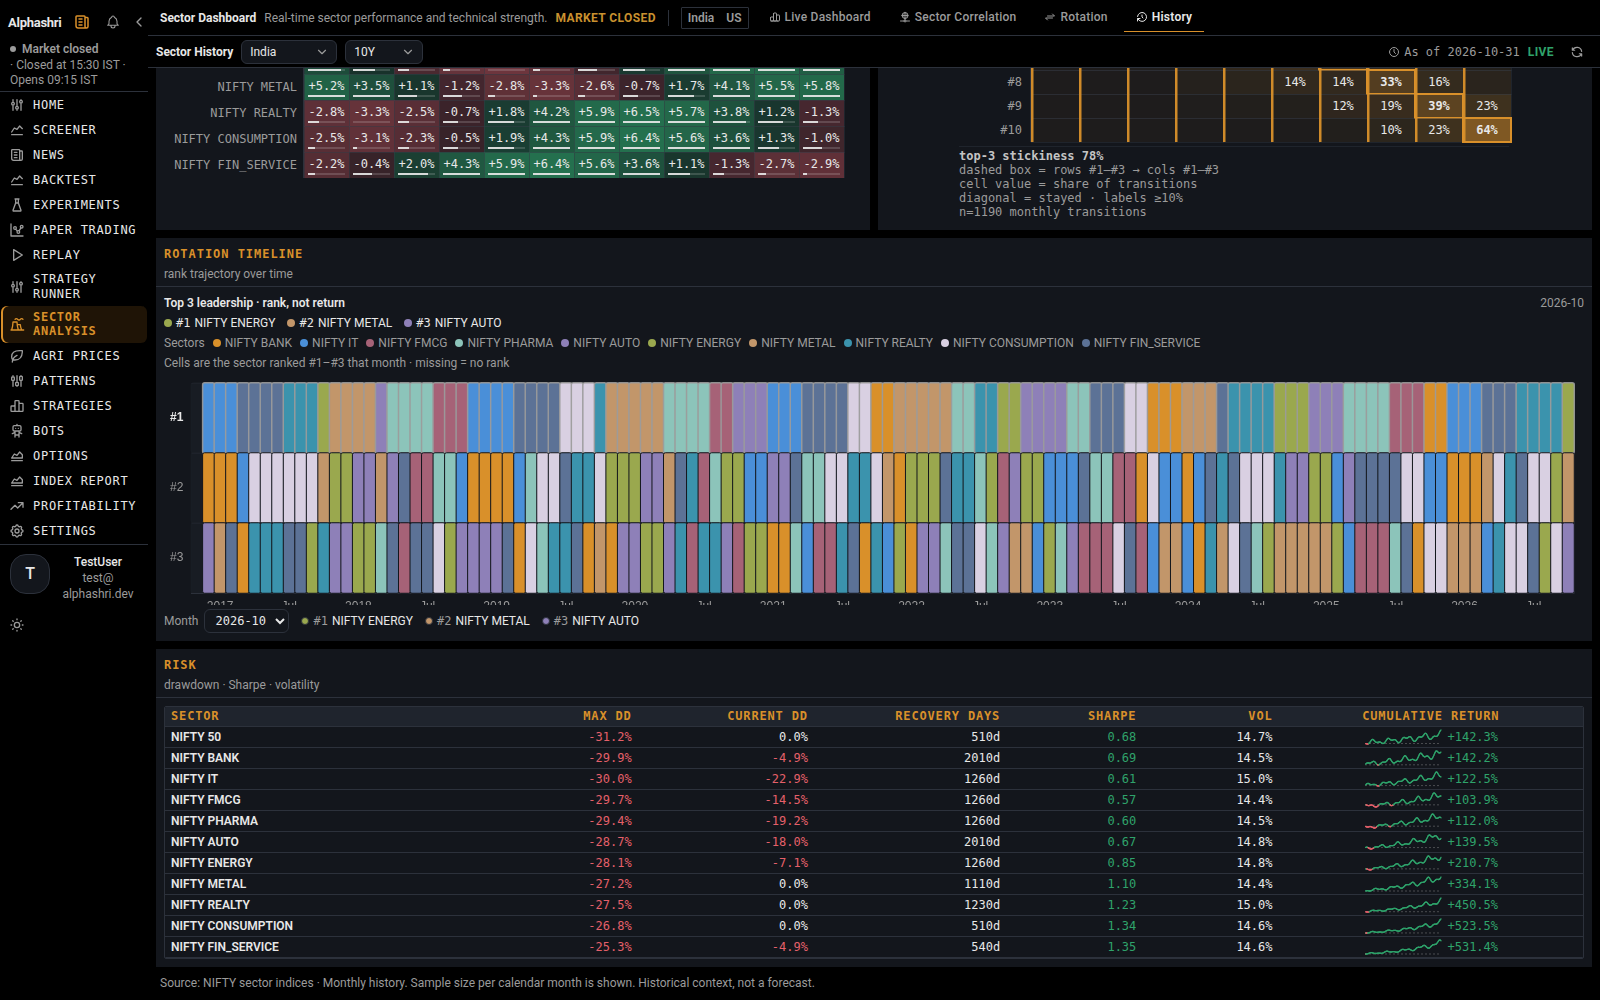 Alphashri
Sector Dashboard Real-time sector performance and technical strength. MARKET CLOSED India US Live Dashboard Sector Correlation Rotation History
Market closed
· Closed at 15:30 IST ·
Opens 09:15 IST
Sector History India 10Y As of 2026-10-31 LIVE
HOME
SCREENER
NEWS
BACKTEST
EXPERIMENTS
PAPER TRADING
REPLAY
STRATEGY
RUNNER
SECTOR
ANALYSIS
AGRI PRICES
PATTERNS
STRATEGIES
BOTS
OPTIONS
INDEX REPORT
PROFITABILITY
SETTINGS
T
TestUser
test@
alphashri.dev
NIFTY METAL +5.2% +3.5% +1.1% -1.2% -2.8% -3.3% -2.6% -0.7% +1.7% +4.1% +5.5% +5.8%
NIFTY REALTY -2.8% -3.3% -2.5% -0.7% +1.8% +4.2% +5.9% +6.5% +5.7% +3.8% +1.2% -1.3%
NIFTY CONSUMPTION -2.5% -3.1% -2.3% -0.5% +1.9% +4.3% +5.9% +6.4% +5.6% +3.6% +1.3% -1.0%
NIFTY FIN_SERVICE -2.2% -0.4% +2.0% +4.3% +5.9% +6.4% +5.6% +3.6% +1.1% -1.3% -2.7% -2.9%
#8 14% 14% 33% 16%
#9 12% 19% 39% 23%
#10 10% 23% 64%
top-3 stickiness 78%
dashed box = rows #1–#3 → cols #1–#3
cell value = share of transitions
diagonal = stayed · labels ≥10%
n=1190 monthly transitions
ROTATION TIMELINE
rank trajectory over time
Top 3 leadership · rank, not return 2026-10
#1 NIFTY ENERGY #2 NIFTY METAL #3 NIFTY AUTO
Sectors NIFTY BANK NIFTY IT NIFTY FMCG NIFTY PHARMA NIFTY AUTO NIFTY ENERGY NIFTY METAL NIFTY REALTY NIFTY CONSUMPTION NIFTY FIN_SERVICE
Cells are the sector ranked #1–#3 that month · missing = no rank
#1
#2
#3
2017 Jul 2018 Jul 2019 Jul 2020 Jul 2021 Jul 2022 Jul 2023 Jul 2024 Jul 2025 Jul 2026 Jul
Month 2026-10 #1 NIFTY ENERGY #2 NIFTY METAL #3 NIFTY AUTO
RISK
drawdown · Sharpe · volatility
SECTOR MAX DD CURRENT DD RECOVERY DAYS SHARPE VOL CUMULATIVE RETURN
NIFTY 50 -31.2% 0.0% 510d 0.68 14.7% +142.3%
NIFTY BANK -29.9% -4.9% 2010d 0.69 14.5% +142.2%
NIFTY IT -30.0% -22.9% 1260d 0.61 15.0% +122.5%
NIFTY FMCG -29.7% -14.5% 1260d 0.57 14.4% +103.9%
NIFTY PHARMA -29.4% -19.2% 1260d 0.60 14.5% +112.0%
NIFTY AUTO -28.7% -18.0% 2010d 0.67 14.8% +139.5%
NIFTY ENERGY -28.1% -7.1% 1260d 0.85 14.8% +210.7%
NIFTY METAL -27.2% 0.0% 1110d 1.10 14.4% +334.1%
NIFTY REALTY -27.5% 0.0% 1230d 1.23 15.0% +450.5%
NIFTY CONSUMPTION -26.8% 0.0% 510d 1.34 14.6% +523.5%
NIFTY FIN_SERVICE -25.3% -4.9% 540d 1.35 14.6% +531.4%
Source: NIFTY sector indices · Monthly history. Sample size per calendar month is shown. Historical context, not a forecast.